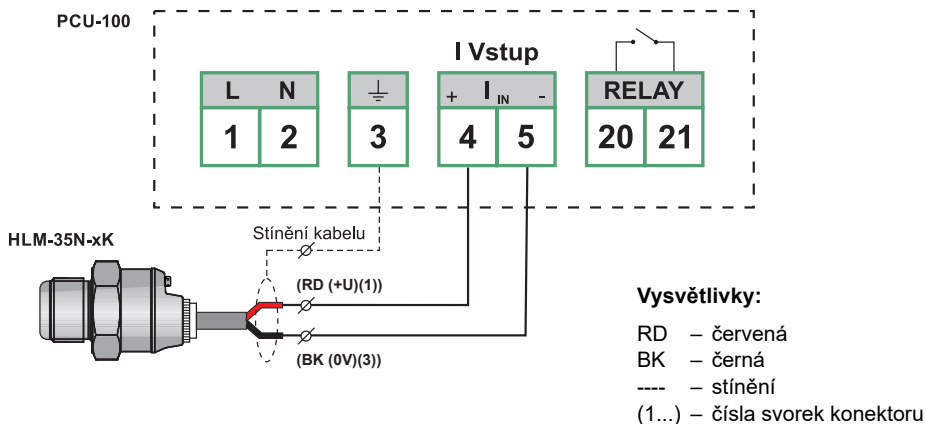 PCU-100
I Vstup
L N
⏚
+ I IN -
RELAY
1 2
3
4 5
20 21
Stínění kabelu
HLM-35N-xK
(RD (+U)(1))
(BK (0V)(3))
Vysvětlivky:
RD – červená
BK – černá
---- – stínění
(1...) – čísla svorek konektoru